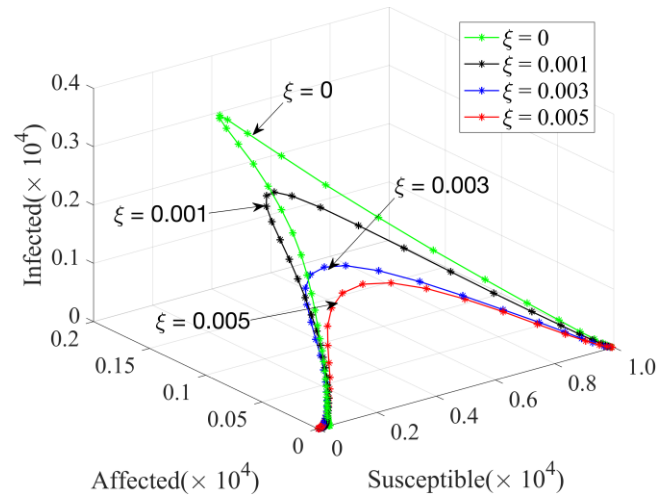 ξ = 0
ξ = 0.001
ξ = 0.003
ξ = 0.005
0.4
0.3
0.2
0.1
0
Infected(× 10⁴)
ξ = 0
ξ = 0.003
ξ = 0.001
ξ = 0.005
0.2
0.15
0.1
0.05
0
Affected(× 10⁴)
0
0.2
0.4
0.6
0.8
1.0
Susceptible(× 10⁴)